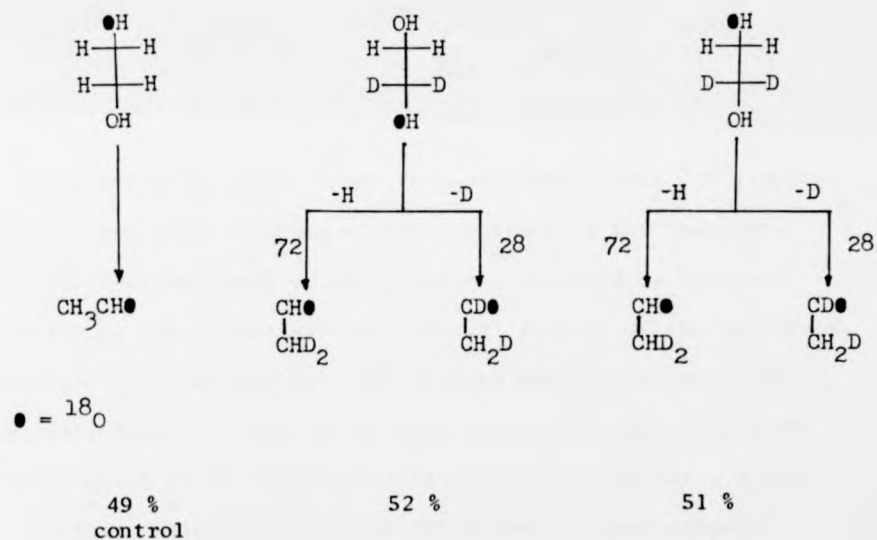 ●H OH ●H
H H H H H H
H H D D D D
OH ●H OH
-H -D -H -D
72 28 72 28
CH3CH● CH● CD● CH● CD●
CHD2 CH2D CHD2 CH2D
● = 18O
49 % 52 % 51 %
control